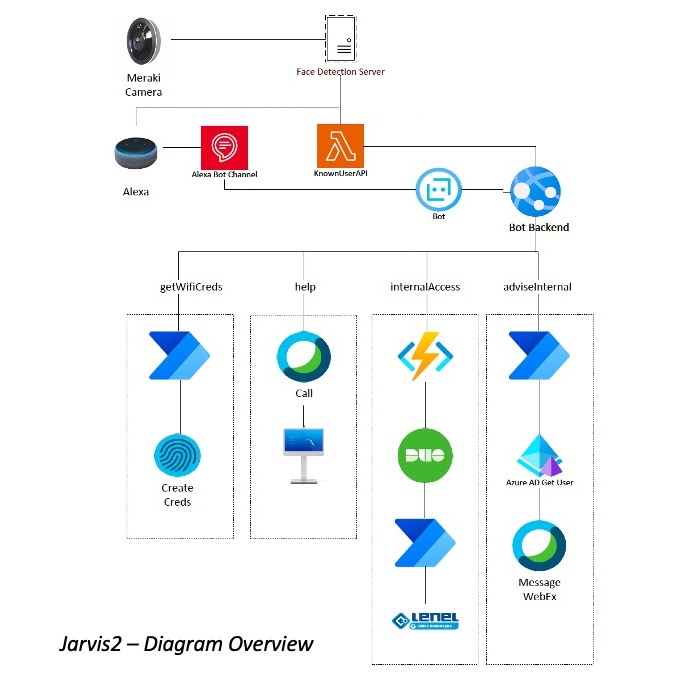 Meraki
Camera
Face Detection Server
Alexa
Alexa Bot Channel
KnownUserAPI
Bot
Bot Backend
getWifiCreds
help
internalAccess
adviseInternal
Call
DUO
Create
Creds
Azure AD Get User
Message
WebEx
LENEL
Jarvis2 – Diagram Overview